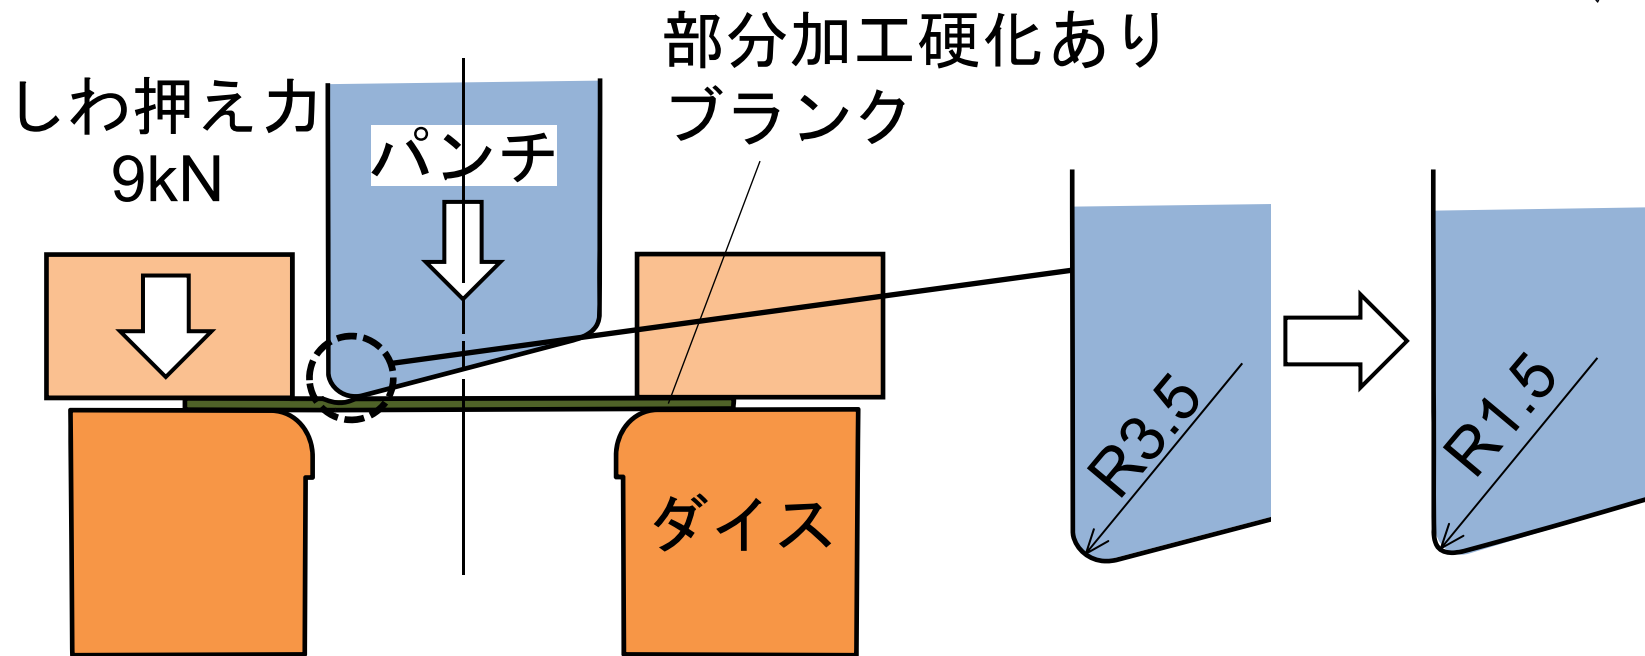 部分加工硬化あり
ブランク
しわ押え力
9kN
パンチ
ダイス
R3.5
R1.5